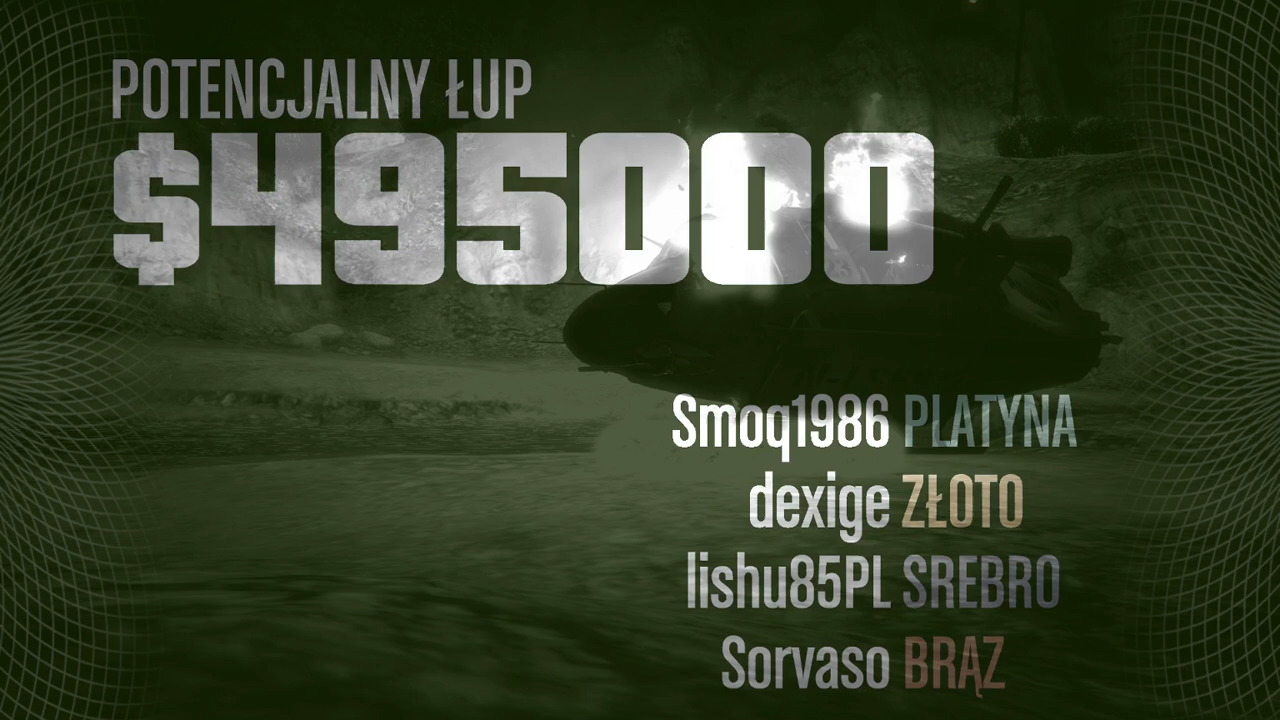 POTENCJALNY ŁUP
$495000
Smoq1986 PLATYNA
dexige ZŁOTO
lishu85PL SREBRO
Sorvaso BRĄZ